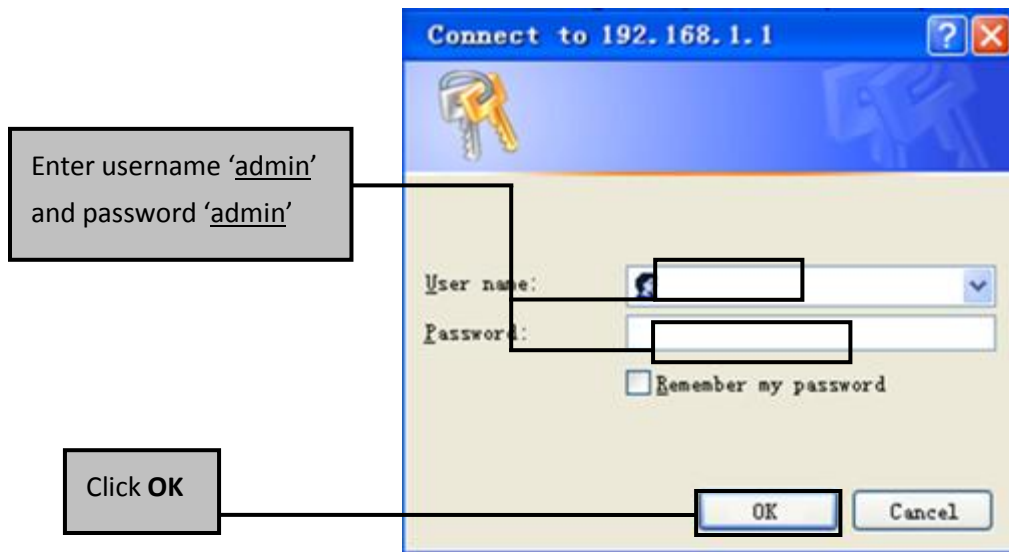 Connect to 192.168.1.1
Enter username ‘admin’
and password ‘admin’
User name:
Password:
Remember my password
Click OK
OK
Cancel